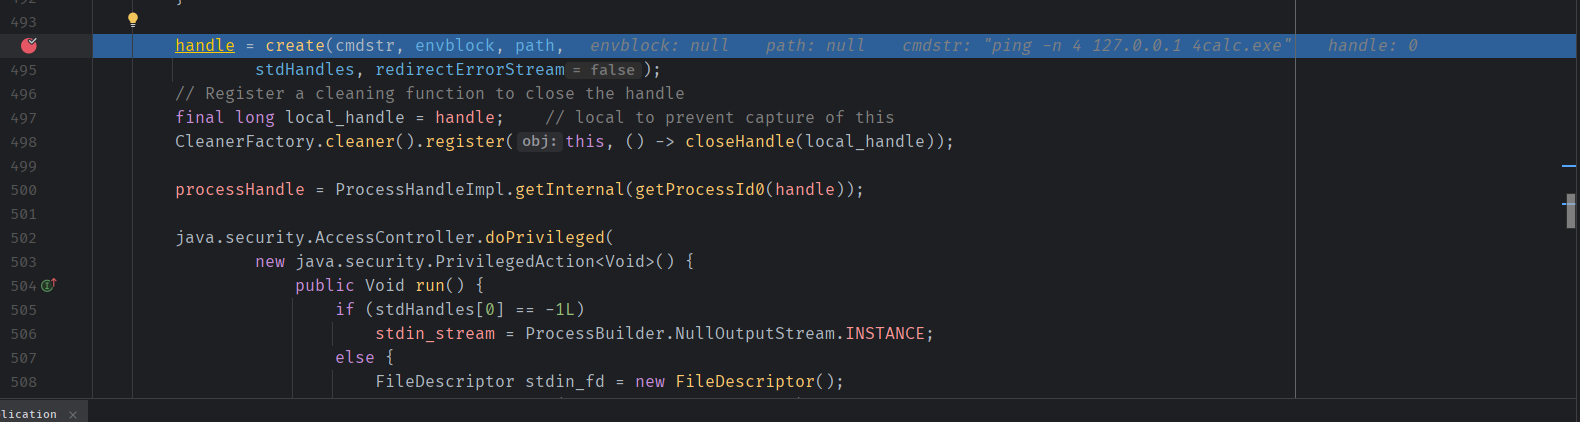 492 }
493
handle = create(cmdstr, envblock, path, envblock: null path: null cmdstr: "ping -n 4 127.0.0.1 4calc.exe" handle: 0
495 stdHandles, redirectErrorStream = false );
496 // Register a cleaning function to close the handle
497 final long local_handle = handle; // local to prevent capture of this
498 CleanerFactory.cleaner().register( obj: this, () -> closeHandle(local_handle));
499
500 processHandle = ProcessHandleImpl.getInternal(getProcessId0(handle));
501
502 java.security.AccessController.doPrivileged(
503 new java.security.PrivilegedAction<Void>() {
504 public Void run() {
505 if (stdHandles[0] == -1L)
506 stdin_stream = ProcessBuilder.NullOutputStream.INSTANCE;
507 else {
508 FileDescriptor stdin_fd = new FileDescriptor();
lication ×